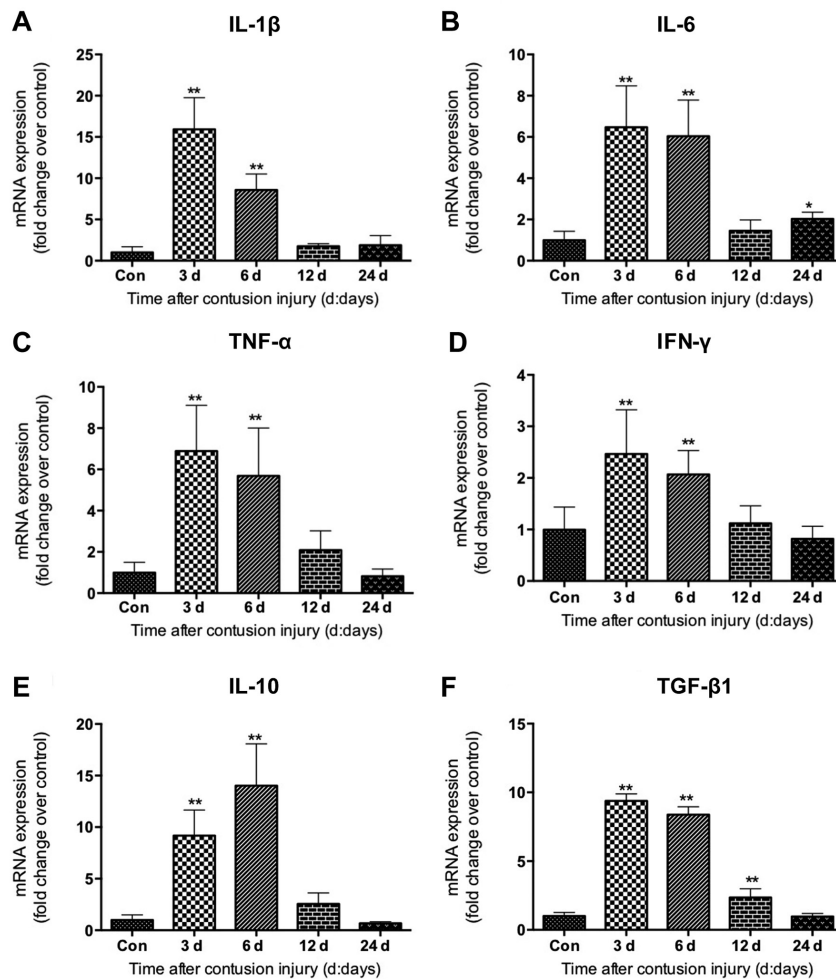 A
IL-1β
mRNA expression
(fold change over control)
25
20
15
10
5
0
**
**
Con 3 d 6 d 12 d 24 d
Time after contusion injury (d:days)
B
IL-6
mRNA expression
(fold change over control)
10
8
6
4
2
0
**
**
*
Con 3 d 6 d 12 d 24 d
Time after contusion injury (d:days)
C
TNF-α
mRNA expression
(fold change over control)
10
8
6
4
2
0
**
**
Con 3 d 6 d 12 d 24 d
Time after contusion injury (d:days)
D
IFN-γ
mRNA expression
(fold change over control)
4
3
2
1
0
**
**
Con 3 d 6 d 12 d 24 d
Time after contusion injury (d:days)
E
IL-10
mRNA expression
(fold change over control)
20
15
10
5
0
**
**
Con 3 d 6 d 12 d 24 d
Time after contusion injury (d:days)
F
TGF-β1
mRNA expression
(fold change over control)
15
10
5
0
**
**
**
Con 3 d 6 d 12 d 24 d
Time after contusion injury (d:days)